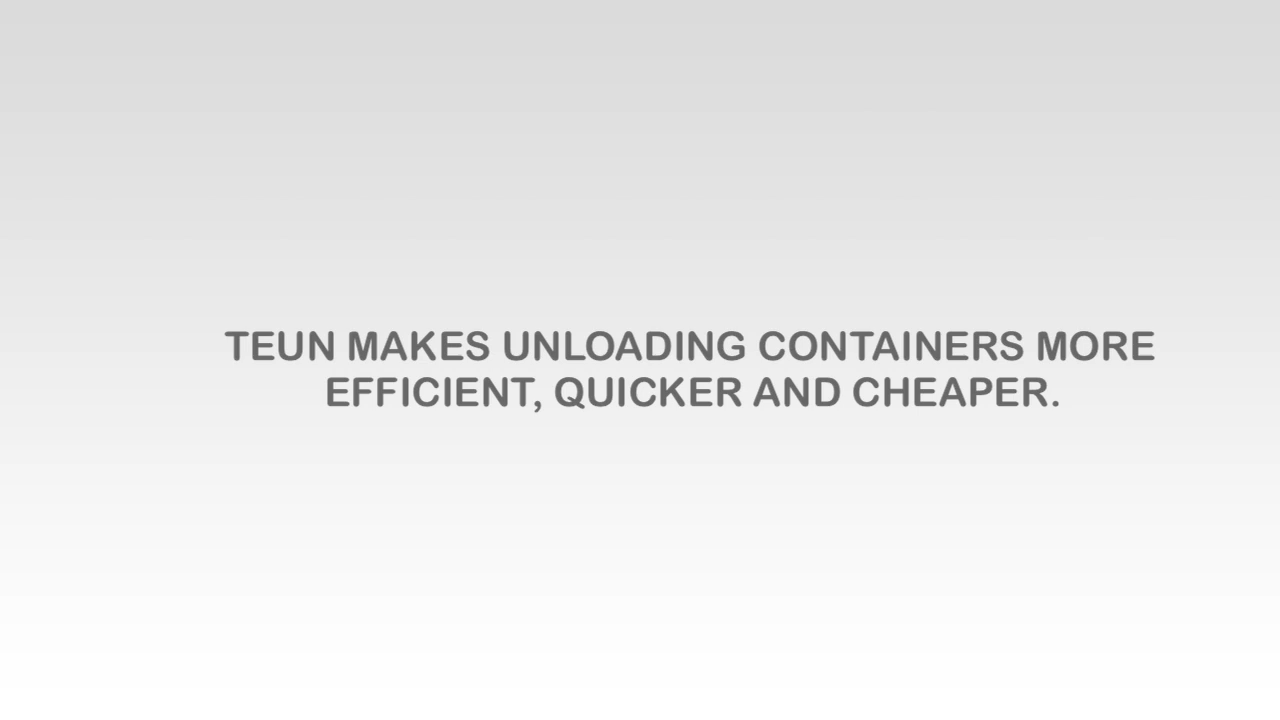 TEUN MAKES UNLOADING CONTAINERS MORE
EFFICIENT, QUICKER AND CHEAPER.